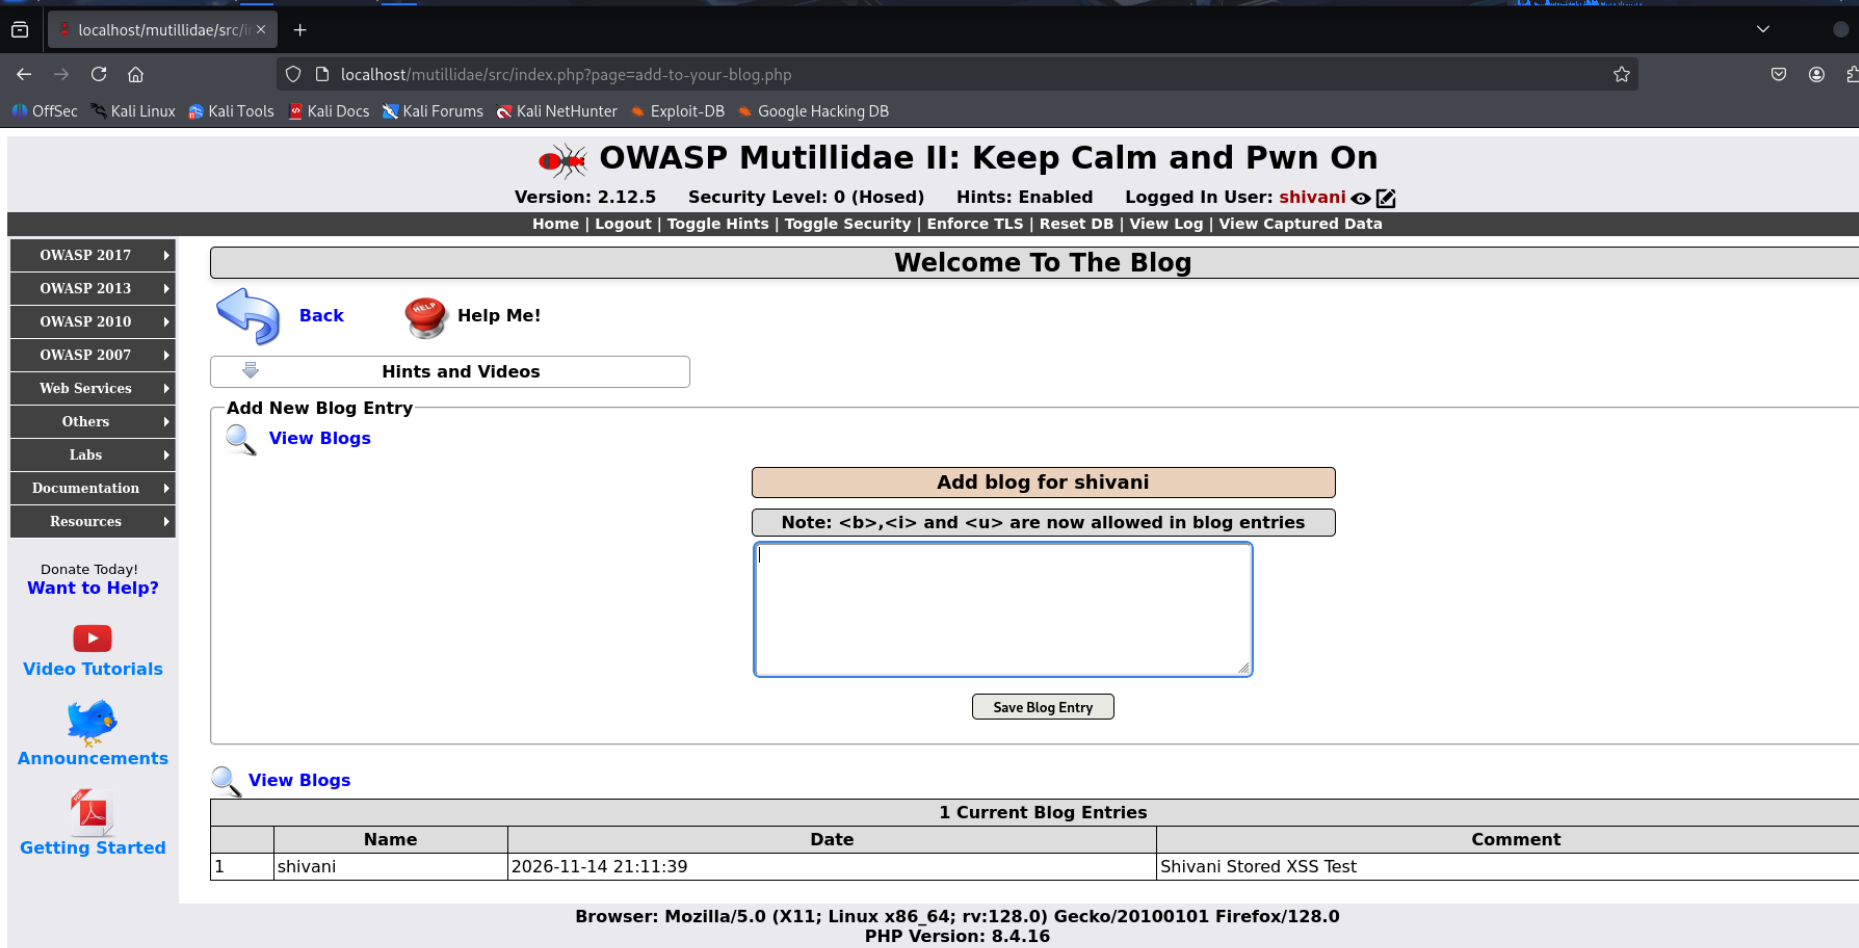 localhost/mutillidae/src/i
localhost/mutillidae/src/index.php?page=add-to-your-blog.php
OffSec Kali Linux Kali Tools Kali Docs Kali Forums Kali NetHunter Exploit-DB Google Hacking DB
OWASP Mutillidae II: Keep Calm and Pwn On
Version: 2.12.5 Security Level: 0 (Hosed) Hints: Enabled Logged In User: shivani
Home | Logout | Toggle Hints | Toggle Security | Enforce TLS | Reset DB | View Log | View Captured Data
OWASP 2017
OWASP 2013
OWASP 2010
OWASP 2007
Web Services
Others
Labs
Documentation
Resources
Donate Today!
Want to Help?
Video Tutorials
Announcements
PDF
Getting Started
Welcome To The Blog
Back
HELP
Help Me!
Hints and Videos
Add New Blog Entry
View Blogs
Add blog for shivani
Note: <b>,<i> and <u> are now allowed in blog entries
Save Blog Entry
View Blogs
1 Current Blog Entries
Name Date Comment
1 shivani 2026-11-14 21:11:39 Shivani Stored XSS Test
Browser: Mozilla/5.0 (X11; Linux x86_64; rv:128.0) Gecko/20100101 Firefox/128.0
PHP Version: 8.4.16